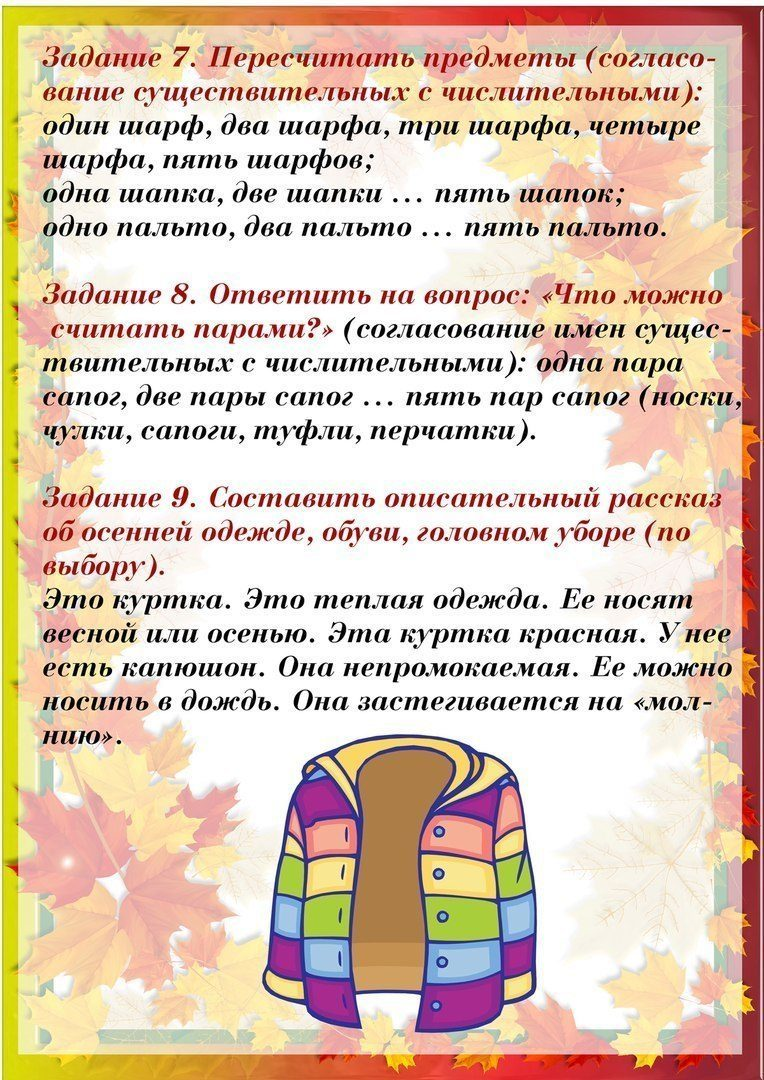 Задание 7. Пересчитать предметы (согласо-
вание существительных с числительными):
один шарф, два шарфа, три шарфа, четыре
шарфа, пять шарфов;
одна шапка, две шапки ... пять шапок;
одно пальто, два пальто ... пять пальто.
Задание 8. Ответить на вопрос: «Что можно
считать парами?» (согласование имен сущес-
твительных с числительными): одна пара
сапог, две пары сапог ... пять пар сапог (носки,
чулки, сапоги, туфли, перчатки).
Задание 9. Составить описательный рассказ
об осенней одежде, обуви, головном уборе (по
выбору).
Это куртка. Это теплая одежда. Ее носят
весной или осенью. Эта куртка красная. У нее
есть капюшон. Она непромокаемая. Ее можно
носить в дождь. Она застегивается на «мол-
нию».